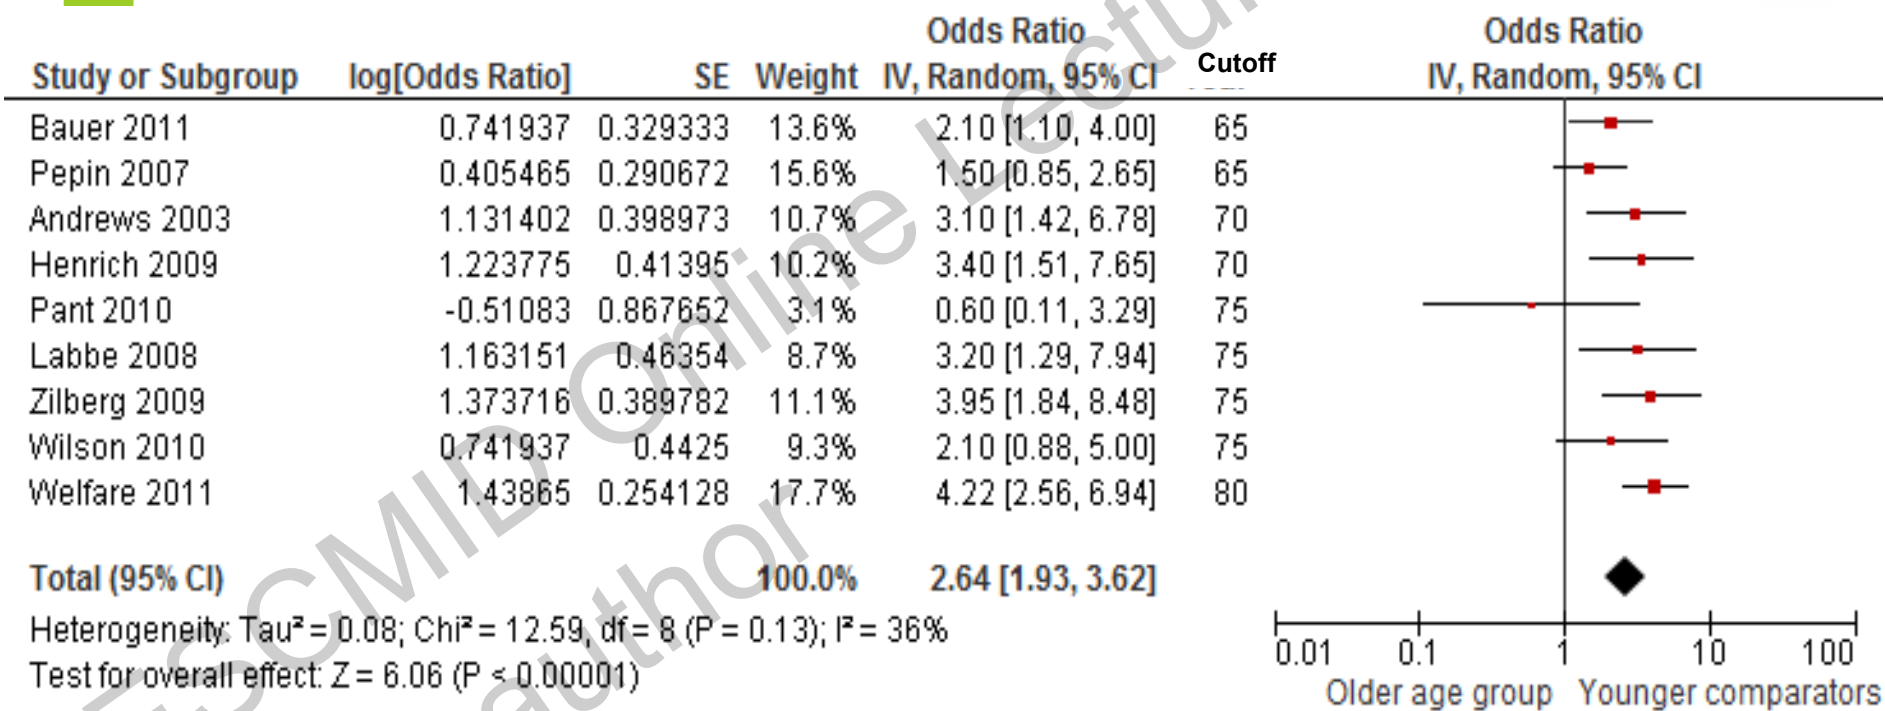 Odds Ratio Odds Ratio
Study or Subgroup log[Odds Ratio] SE Weight IV, Random, 95% CI Cutoff IV, Random, 95% CI
Bauer 2011 0.741937 0.329333 13.6% 2.10 [1.10, 4.00] 65
Pepin 2007 0.405465 0.290672 15.6% 1.50 [0.85, 2.65] 65
Andrews 2003 1.131402 0.398973 10.7% 3.10 [1.42, 6.78] 70
Henrich 2009 1.223775 0.41395 10.2% 3.40 [1.51, 7.65] 70
Pant 2010 -0.51083 0.867652 3.1% 0.60 [0.11, 3.29] 75
Labbe 2008 1.163151 0.46354 8.7% 3.20 [1.29, 7.94] 75
Zilberg 2009 1.373716 0.389782 11.1% 3.95 [1.84, 8.48] 75
Wilson 2010 0.741937 0.4425 9.3% 2.10 [0.88, 5.00] 75
Welfare 2011 1.43865 0.254128 17.7% 4.22 [2.56, 6.94] 80
Total (95% CI) 100.0% 2.64 [1.93, 3.62]
Heterogeneity: Tau² = 0.08; Chi² = 12.59, df = 8 (P = 0.13); I² = 36%
Test for overall effect: Z = 6.06 (P < 0.00001)
0.01 0.1 1 10 100
Older age group Younger comparators
ESCMID Online Lectur
author